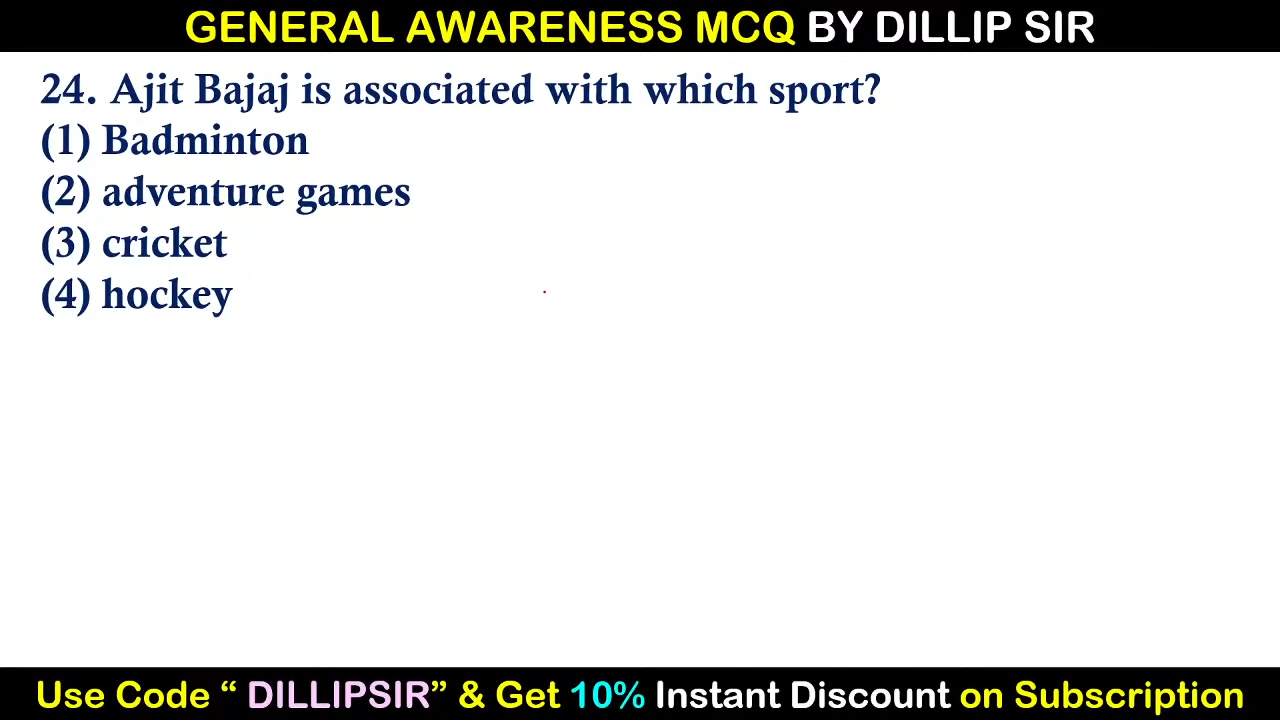 GENERAL AWARENESS MCQ BY DILLIP SIR
24. Ajit Bajaj is associated with which sport?
(1) Badminton
(2) adventure games
(3) cricket
(4) hockey
Use Code “ DILLIPSIR” & Get 10% Instant Discount on Subscription